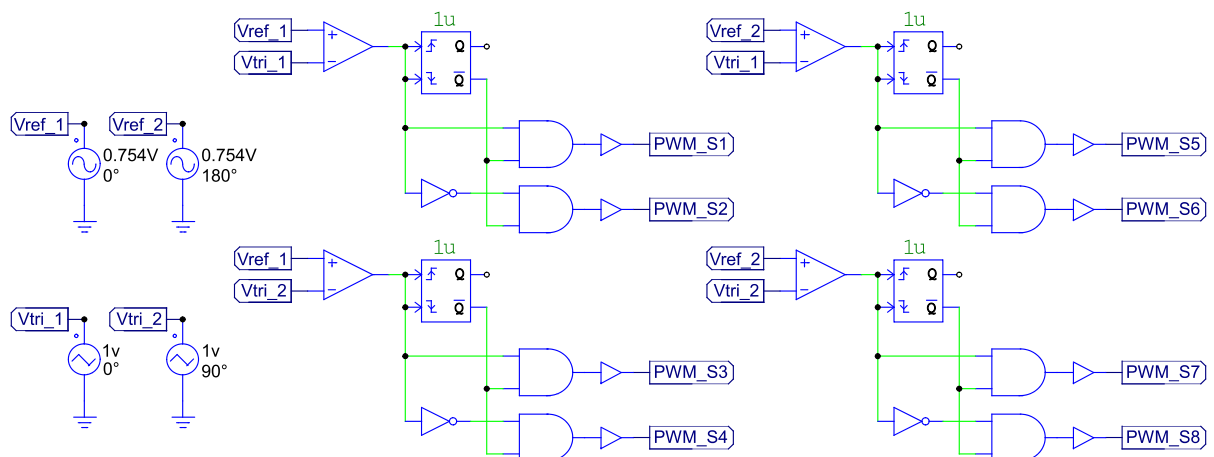 1u
Vref_1
+
Q
Vtri_1
−
Q
PWM_S1
PWM_S2
1u
Vref_2
+
Q
Vtri_1
−
Q
PWM_S5
PWM_S6
Vref_1
Vref_2
0.754V
0°
0.754V
180°
1u
Vref_1
+
Q
Vtri_2
−
Q
PWM_S3
PWM_S4
1u
Vref_2
+
Q
Vtri_2
−
Q
PWM_S7
PWM_S8
Vtri_1
Vtri_2
1v
0°
1v
90°